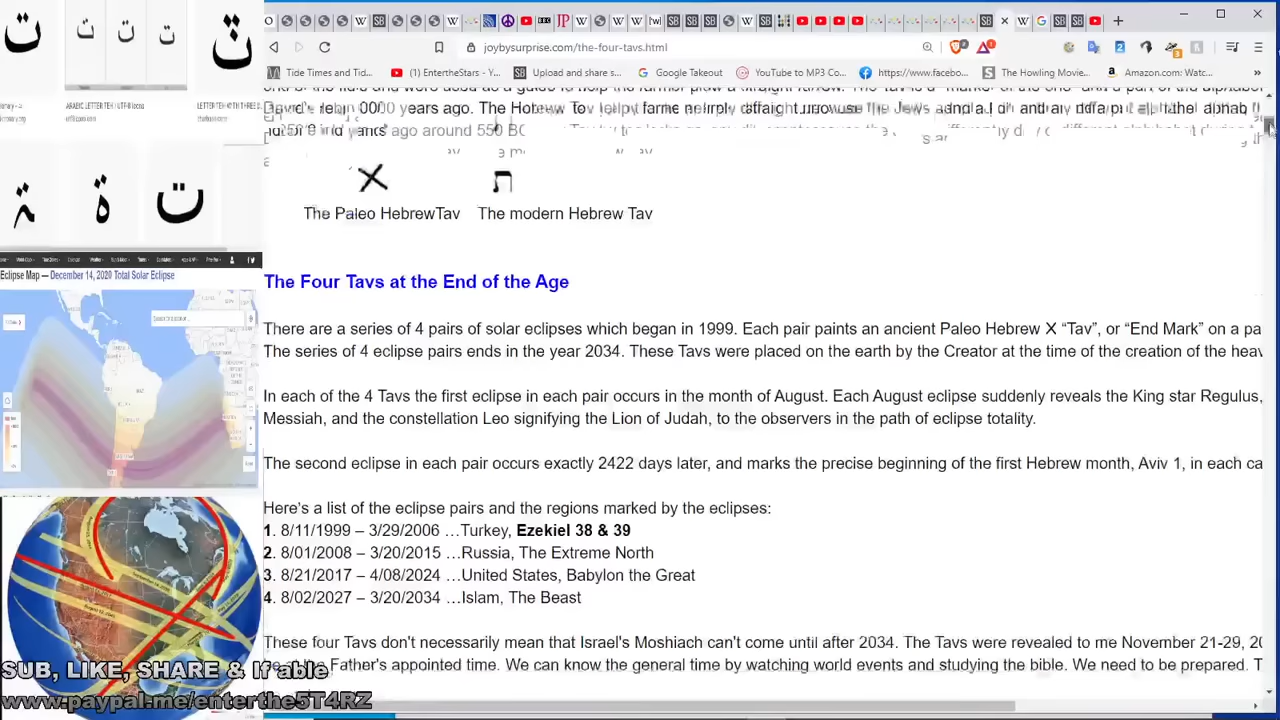 joybysurprise.com/the-four-tavs.html
Tide Times and Tid...
(1) EntertheStars - Y...
Upload and share s...
Google Takeout
YouTube to MP3 Co...
https://www.facebo...
The Howling Movie...
Amazon.com: Watc...
ت
ت
ت
ت
ت
ة
ת
The Paleo HebrewTav The modern Hebrew Tav
Eclipse Map — December 14, 2020 Total Solar Eclipse
The Four Tavs at the End of the Age
There are a series of 4 pairs of solar eclipses which began in 1999. Each pair paints an ancient Paleo Hebrew X “Tav”, or “End Mark” on a pa
The series of 4 eclipse pairs ends in the year 2034. These Tavs were placed on the earth by the Creator at the time of the creation of the heav
In each of the 4 Tavs the first eclipse in each pair occurs in the month of August. Each August eclipse suddenly reveals the King star Regulus,
Messiah, and the constellation Leo signifying the Lion of Judah, to the observers in the path of eclipse totality.
The second eclipse in each pair occurs exactly 2422 days later, and marks the precise beginning of the first Hebrew month, Aviv 1, in each ca
Here's a list of the eclipse pairs and the regions marked by the eclipses:
1. 8/11/1999 – 3/29/2006 …Turkey, Ezekiel 38 & 39
2. 8/01/2008 – 3/20/2015 …Russia, The Extreme North
3. 8/21/2017 – 4/08/2024 …United States, Babylon the Great
4. 8/02/2027 – 3/20/2034 …Islam, The Beast
These four Tavs don't necessarily mean that Israel's Moshiach can't come until after 2034. The Tavs were revealed to me November 21-29, 20
Father's appointed time. We can know the general time by watching world events and studying the bible. We need to be prepared. T
SUB, LIKE, SHARE & If able
www.paypal.me/enterthe5T4RZ